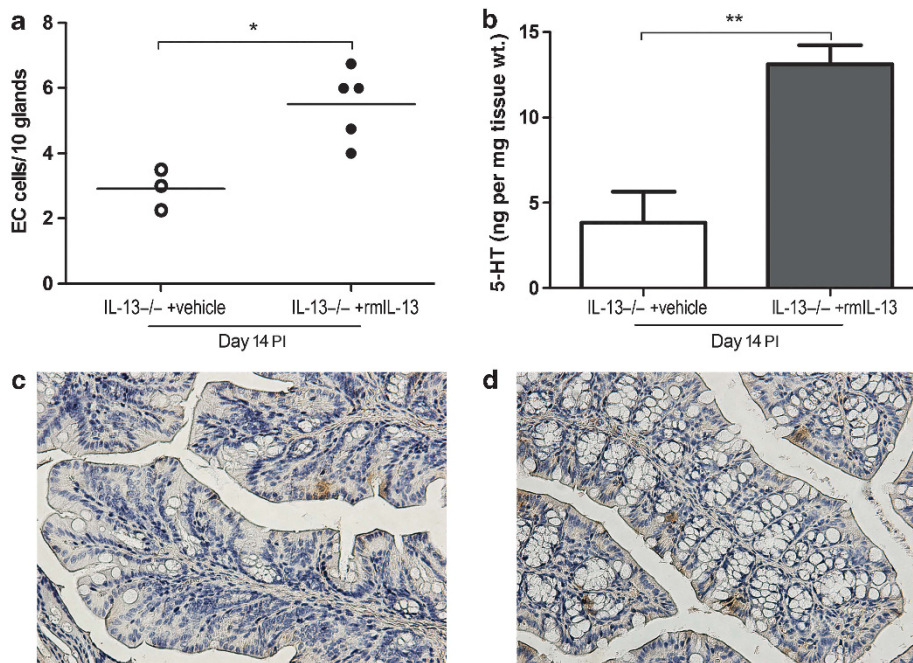 a
*
EC cells/10 glands
8
6
4
2
0
IL-13–/– +vehicle
IL-13–/– +rmIL-13
Day 14 PI
b
**
5-HT (ng per mg tissue wt.)
15
10
5
0
IL-13–/– +vehicle
IL-13–/– +rmIL-13
Day 14 PI
c
d